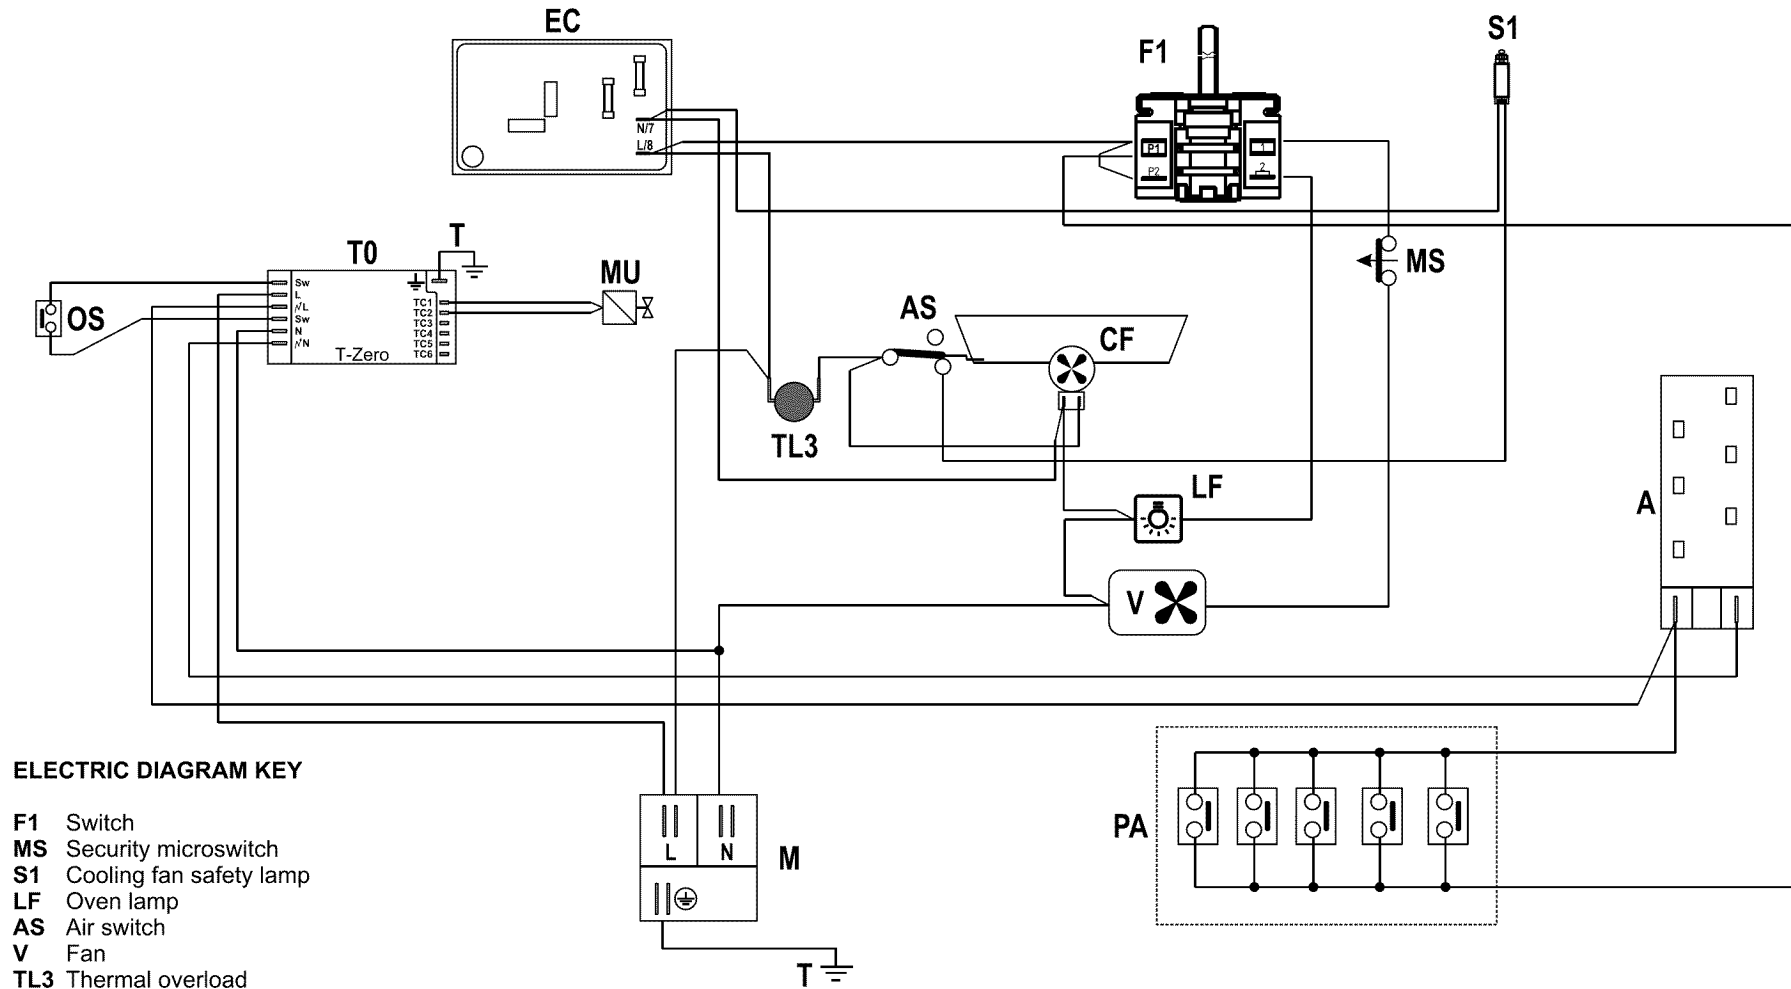 EC
F1
S1
N/7
L/8
P1
P2
1
2
T0
T
MU
MS
OS
AS
CF
Sw
L
L
Sw
N
N
TC1
TC2
TC3
TC4
TC5
TC6
T-Zero
TL3
LF
A
V
ELECTRIC DIAGRAM KEY
F1 Switch
MS Security microswitch
S1 Cooling fan safety lamp
LF Oven lamp
AS Air switch
V Fan
TL3 Thermal overload
L N
M
PA
T